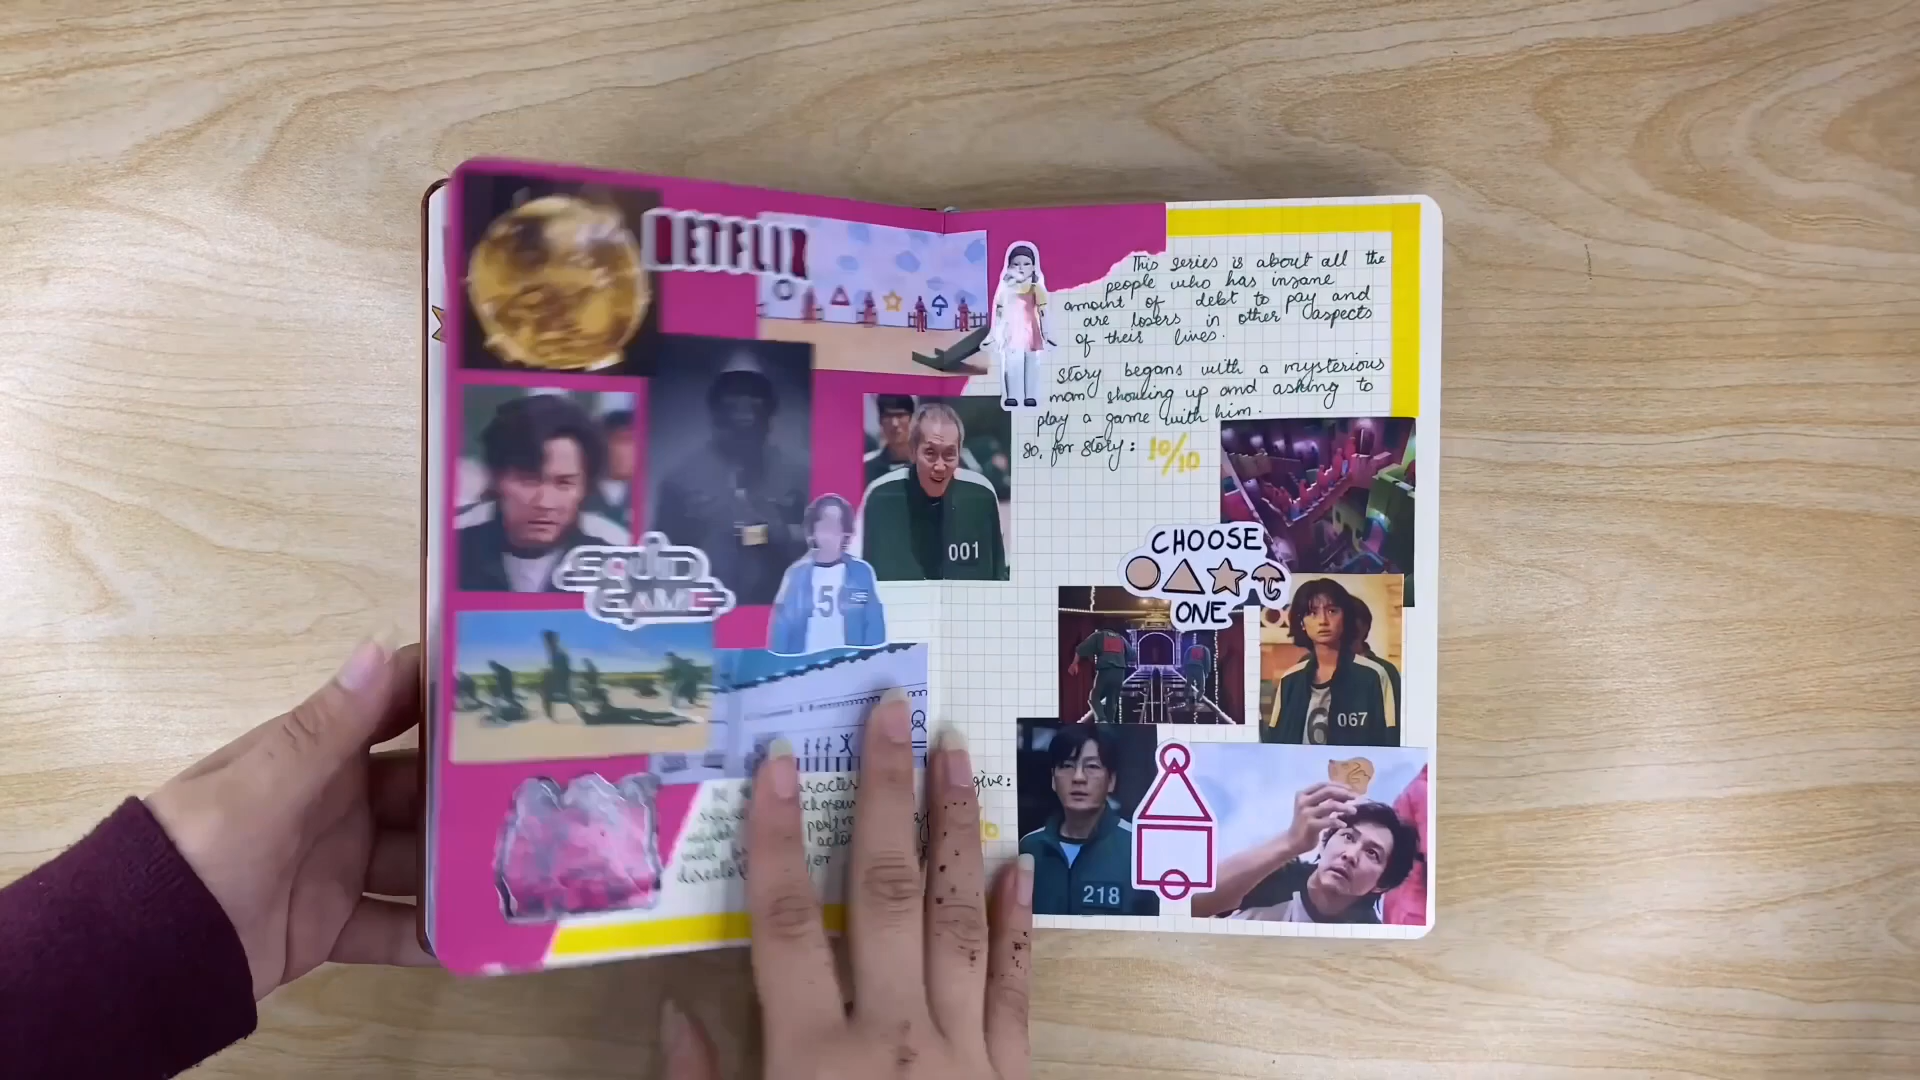 NETFLIX
SQUID
GAME
456
001
give:
This series is about all the
people who has insane
amount of debt to pay and
are losers in other aspects
of their lives.
Story begans with a mysterious
man showing up and asking to
play a game with him.
so, for story: 10/10
CHOOSE
ONE
067
218